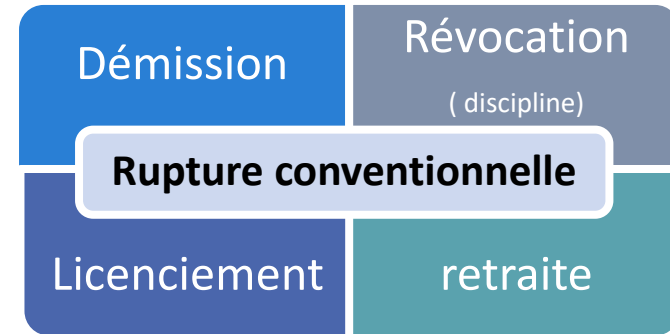 Démission
Révocation
( discipline)
Rupture conventionnelle
Licenciement
retraite